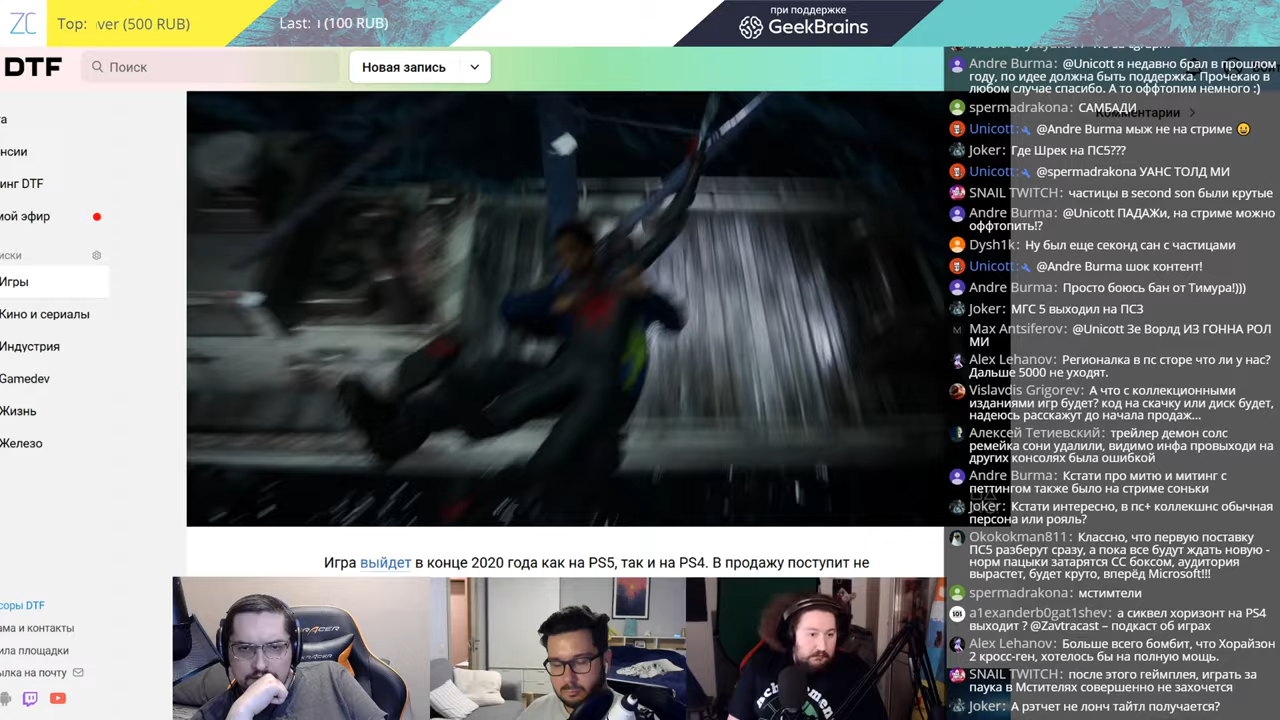 ZC
Top: ver (500 RUB)
Last: ı (100 RUB)
при поддержке
GeekBrains
DTF
Поиск
Новая запись
а
нсии
инг DTF
мой эфир
иски
Игры
Кино и сериалы
Индустрия
Gamedev
Жизнь
Железо
соры DTF
ама и контакты
ила площадки
ылка на почту
Игра выйдет в конце 2020 года как на PS5, так и на PS4. В продажу поступит не
Комментарии
Andre Burma: @Unicott я недавно брал в прошлом
году, по идее должна быть поддержка. Прочекаю в
любом случае спасибо. А то оффтопим немного :)
spermadrakona: САМБАДИ
Unicott: @Andre Burma мыж не на стриме
Joker: Где Шрек на ПС5???
Unicott: @spermadrakona УАНС ТОЛД МИ
SNAIL TWITCH: частицы в second son были крутые
Andre Burma: @Unicott ПАДАЖи, на стриме можно
оффтопить!?
Dysh1k: Ну был еще секонд сан с частицами
Unicott: @Andre Burma шок контент!
Andre Burma: Просто боюсь бан от Тимура!)))
Joker: МГС 5 выходил на ПС3
Max Antsiferov: @Unicott Зе Ворлд ИЗ ГОННА РОЛ
МИ
Alex Lehanov: Регионалка в пс сторе что ли у нас?
Дальше 5000 не уходят.
Vislavdis Grigorev: А что с коллекционными
изданиями игр будет? код на скачку или диск будет,
надеюсь расскажут до начала продаж...
Алексей Тетиевский: трейлер демон солс
ремейка сони удалили, видимо инфа провыходи на
других консолях была ошибкой
Andre Burma: Кстати про митю и митинг с
петтингом также было на стриме соньки
Joker: Кстати интересно, в пс+ коллекшнс обычная
персона или рояль?
Okokokman811: Классно, что первую поставку
ПС5 разберут сразу, а пока все будут ждать новую -
норм пацыки затарятся СС боксом, аудитория
вырастет, будет круто, вперёд Microsoft!!!
spermadrakona: мстимтели
a1exanderb0gat1shev: а сиквел хоризонт на PS4
выходит ? @Zavtracast – подкаст об играх
Alex Lehanov: Больше всего бомбит, что Хорайзон
2 кросс-ген, хотелось бы на полную мощь.
SNAIL TWITCH: после этого геймплея, играть за
паука в Мстителях совершенно не захочется
Joker: А рэтчет не лонч тайтл получается?